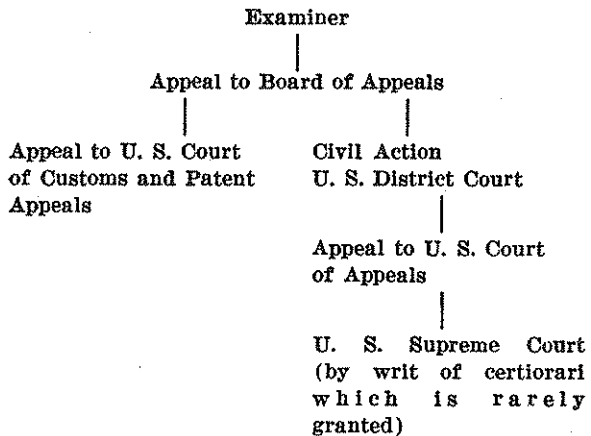 Examiner
Appeal to Board of Appeals
Appeal to U. S. Court
of Customs and Patent
Appeals
Civil Action
U. S. District Court
Appeal to U. S. Court
of Appeals
U. S. Supreme Court
(by writ of certiorari
which is rarely
granted)